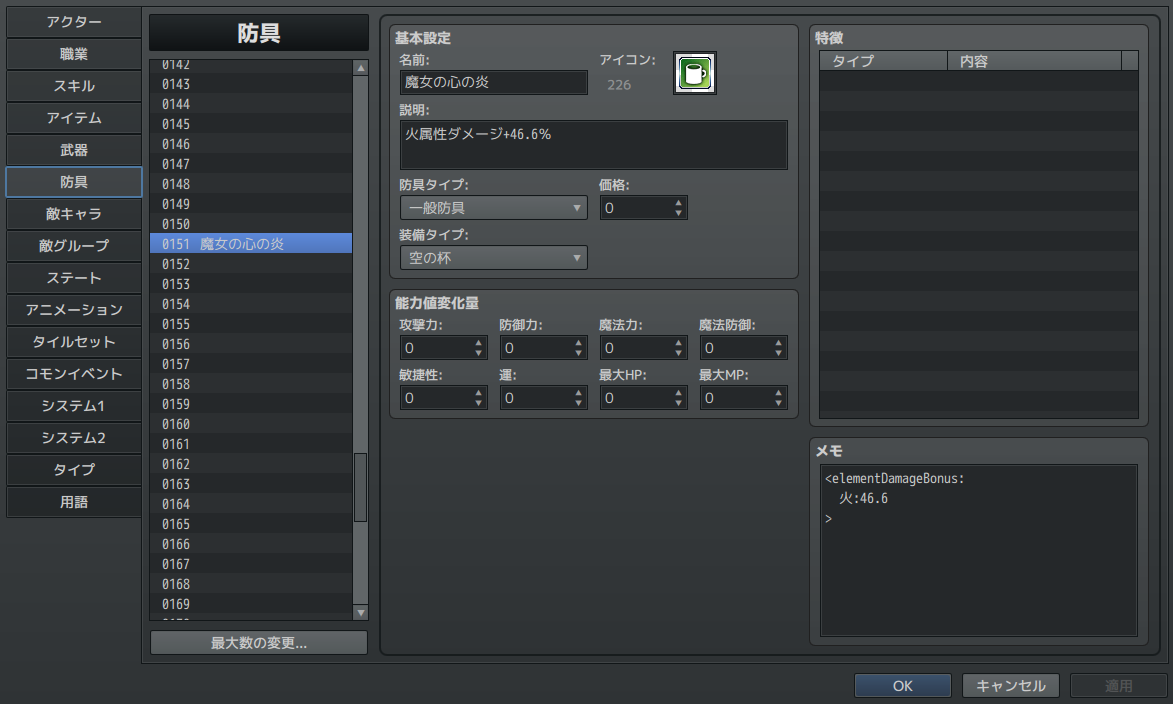 アクター
職業
スキル
アイテム
武器
防具
敵キャラ
敵グループ
ステート
アニメーション
タイルセット
コモンイベント
システム1
システム2
タイプ
用語
防具
0142
0143
0144
0145
0146
0147
0148
0149
0150
0151 魔女の心の炎
0152
0153
0154
0155
0156
0157
0158
0159
0160
0161
0162
0163
0164
0165
0166
0167
0168
0169
最大数の変更...
基本設定
名前: アイコン:
魔女の心の炎 226
説明:
火属性ダメージ+46.6%
防具タイプ: 価格:
一般防具 0
装備タイプ:
空の杯
能力値変化量
攻撃力: 防御力: 魔法力: 魔法防御:
0 0 0 0
敏捷性: 運: 最大HP: 最大MP:
0 0 0 0
特徴
タイプ 内容
メモ
<elementDamageBonus:
火:46.6
>
OK キャンセル 適用